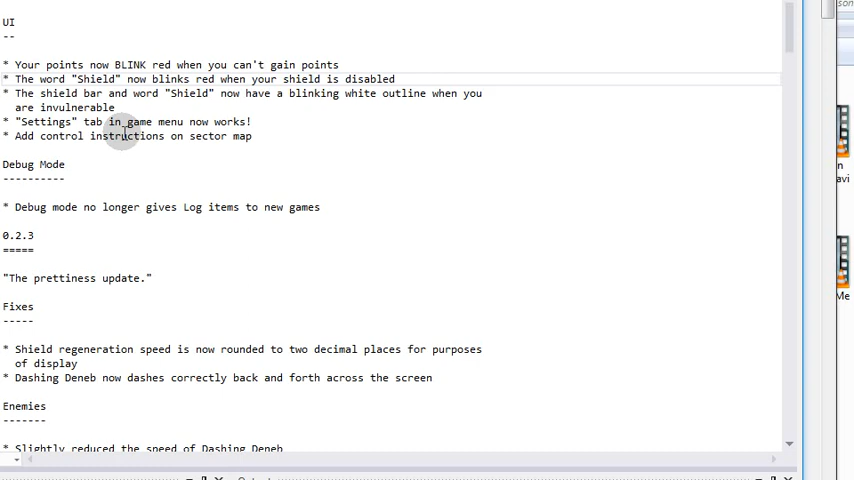 son
UI
--
* Your points now BLINK red when you can't gain points
* The word "Shield" now blinks red when your shield is disabled
* The shield bar and word "Shield" now have a blinking white outline when you
are invulnerable
* "Settings" tab in game menu now works!
* Add control instructions on sector map
Debug Mode
----------
* Debug mode no longer gives Log items to new games
0.2.3
=====
"The prettiness update."
Fixes
-----
* Shield regeneration speed is now rounded to two decimal places for purposes
of display
* Dashing Deneb now dashes correctly back and forth across the screen
Enemies
-------
* Slightly reduced the speed of Dashing Deneb
in
avi
Me